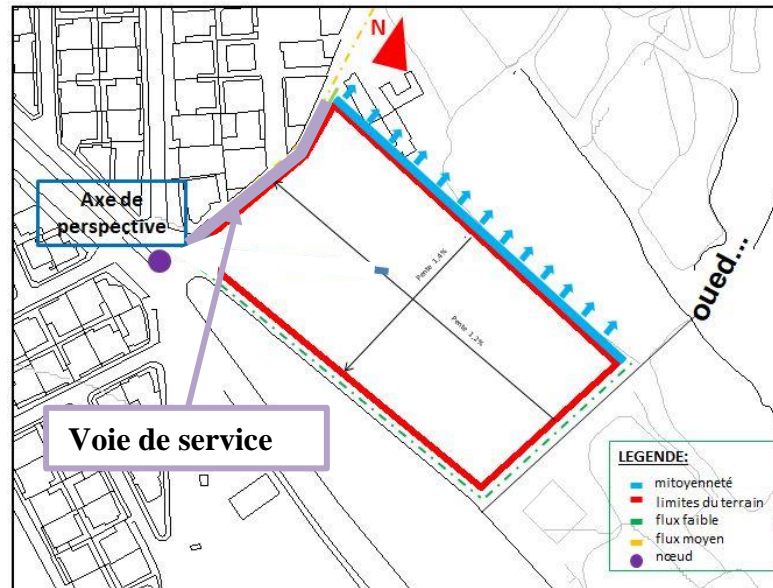 N
Axe de
perspective
Pente 1,4%
Pente 1,2%
oued...
Voie de service
LEGENDE:
mitoyenneté
limites du terrain
flux faible
flux moyen
nœud